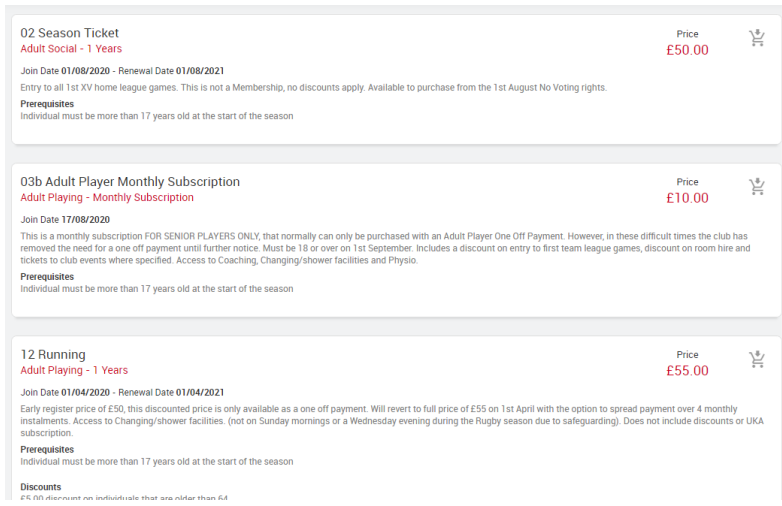 02 Season Ticket
Adult Social - 1 Years
Price
£50.00
Join Date 01/08/2020 - Renewal Date 01/08/2021
Entry to all 1st XV home league games. This is not a Membership, no discounts apply. Available to purchase from the 1st August No Voting rights.
Prerequisites
Individual must be more than 17 years old at the start of the season
03b Adult Player Monthly Subscription
Adult Playing - Monthly Subscription
Price
£10.00
Join Date 17/08/2020
This is a monthly subscription FOR SENIOR PLAYERS ONLY, that normally can only be purchased with an Adult Player One Off Payment. However, in these difficult times the club has
removed the need for a one off payment until further notice. Must be 18 or over on 1st September. Includes a discount on entry to first team league games, discount on room hire and
tickets to club events where specified. Access to Coaching, Changing/shower facilities and Physio.
Prerequisites
Individual must be more than 17 years old at the start of the season
12 Running
Adult Playing - 1 Years
Price
£55.00
Join Date 01/04/2020 - Renewal Date 01/04/2021
Early register price of £50, this discounted price is only available as a one off payment. Will revert to full price of £55 on 1st April with the option to spread payment over 4 monthly
instalments. Access to Changing/shower facilities. (not on Sunday mornings or a Wednesday evening during the Rugby season due to safeguarding). Does not include discounts or UKA
subscription.
Prerequisites
Individual must be more than 17 years old at the start of the season
Discounts
£5.00 discount on individuals that are older than 64